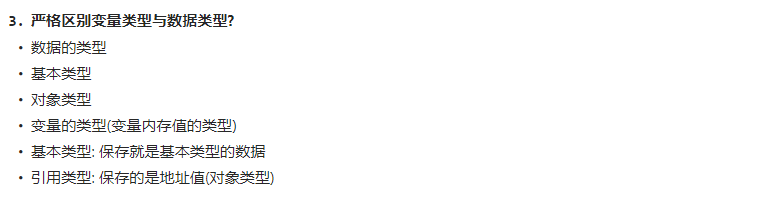 3. 严格区别变量类型与数据类型?
• 数据的类型
• 基本类型
• 对象类型
• 变量的类型(变量内存值的类型)
• 基本类型: 保存就是基本类型的数据
• 引用类型: 保存的是地址值(对象类型)